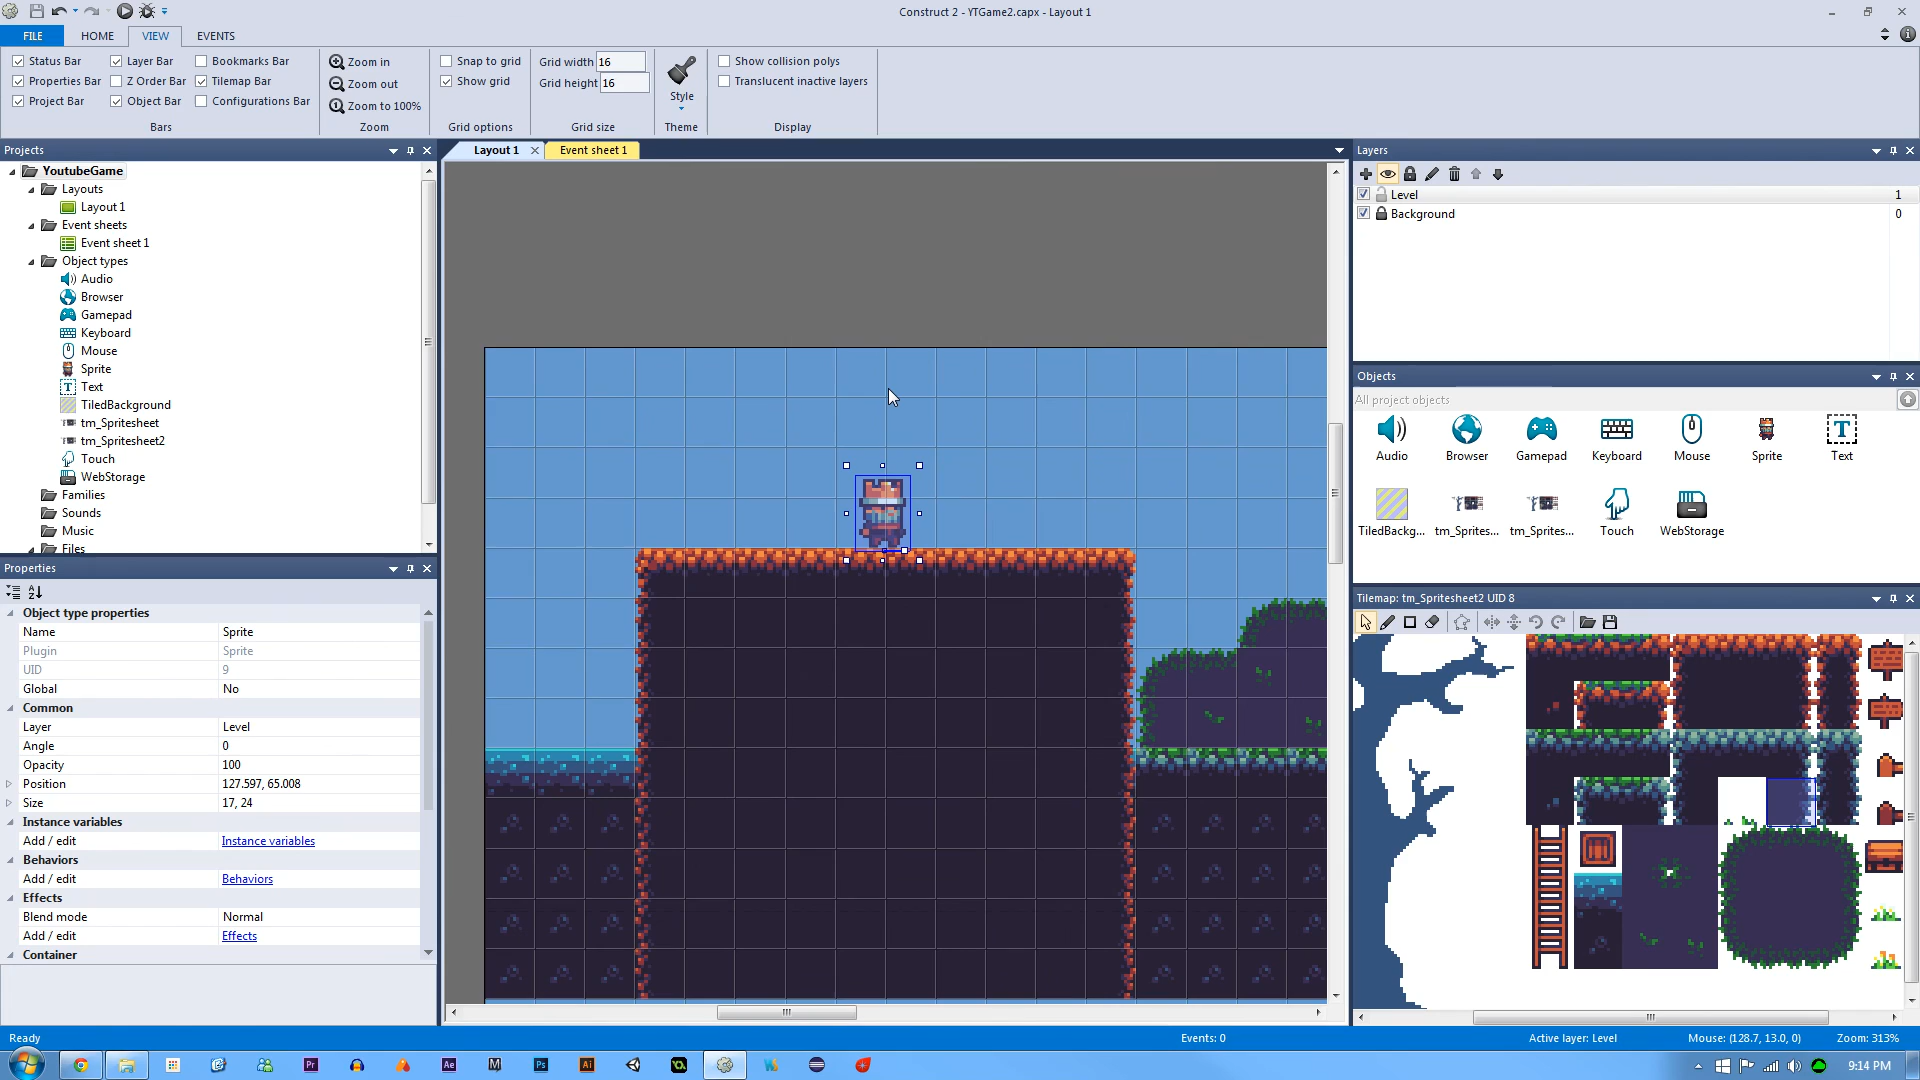 Construct 2 - YTGame2.capx - Layout 1
FILE HOME VIEW EVENTS
Status Bar Layer Bar Bookmarks Bar Zoom in Snap to grid Grid width 16 Show collision polys
Properties Bar Z Order Bar Tilemap Bar Zoom out Show grid Grid height 16 Style Translucent inactive layers
Project Bar Object Bar Configurations Bar Zoom to 100%
Bars Zoom Grid options Grid size Theme Display
Projects
YoutubeGame
Layouts
Layout 1
Event sheets
Event sheet 1
Object types
Audio
Browser
Gamepad
Keyboard
Mouse
Sprite
Text
TiledBackground
tm_Spritesheet
tm_Spritesheet2
Touch
WebStorage
Families
Sounds
Music
Files
Properties
Object type properties
Name Sprite
Plugin Sprite
UID 9
Global No
Common
Layer Level
Angle 0
Opacity 100
Position 127.597, 65.008
Size 17, 24
Instance variables
Add / edit Instance variables
Behaviors
Add / edit Behaviors
Effects
Blend mode Normal
Add / edit Effects
Container
Layout 1 Event sheet 1
Layers
Level 1
Background 0
Objects
All project objects
Audio Browser Gamepad Keyboard Mouse Sprite Text
TiledBackg... tm_Sprites... tm_Sprites... Touch WebStorage
Tilemap: tm_Spritesheet2 UID 8
Ready Events: 0 Active layer: Level Mouse: (128.7, 13.0, 0) Zoom: 313%
Pr Ae M Ps Ai
9:14 PM